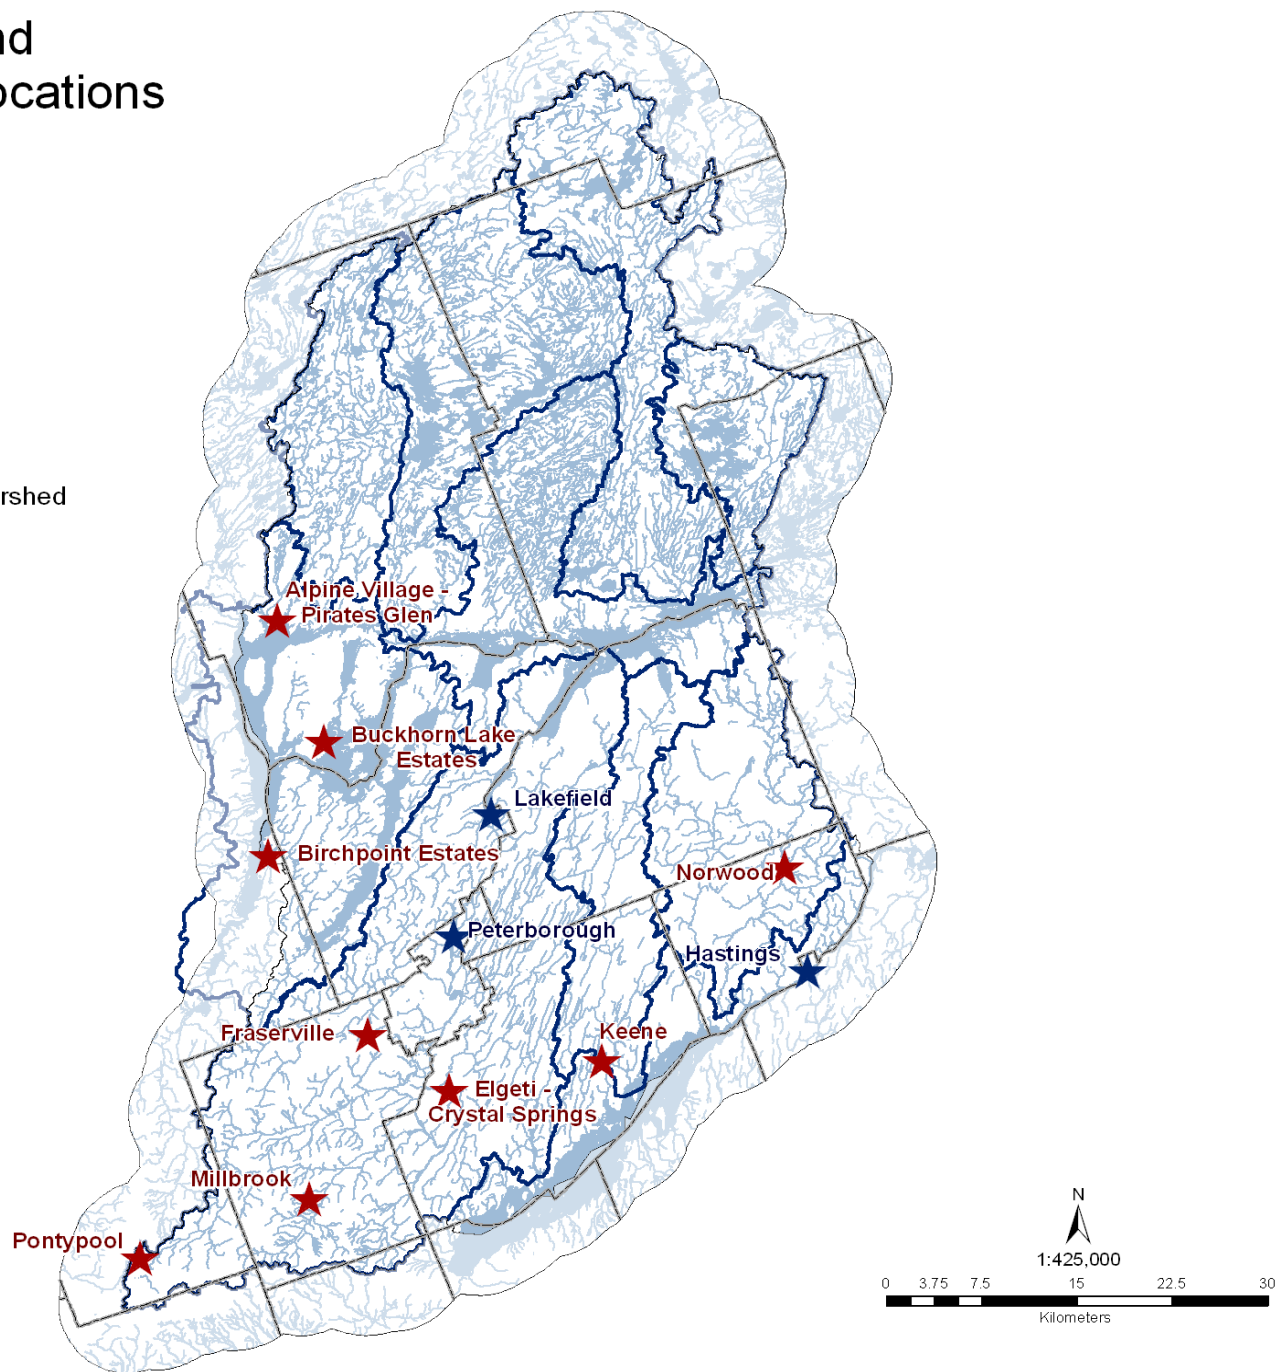 nd
ocations
rshed
Alpine Village -
Pirates Glen
Buckhorn Lake
Estates
Lakefield
Birchpoint Estates
Norwood
Peterborough
Hastings
Fraserville
Keene
Elgeti -
Crystal Springs
Millbrook
Pontypool
N
1:425,000
0 3.75 7.5 15 22.5 30
Kilometers